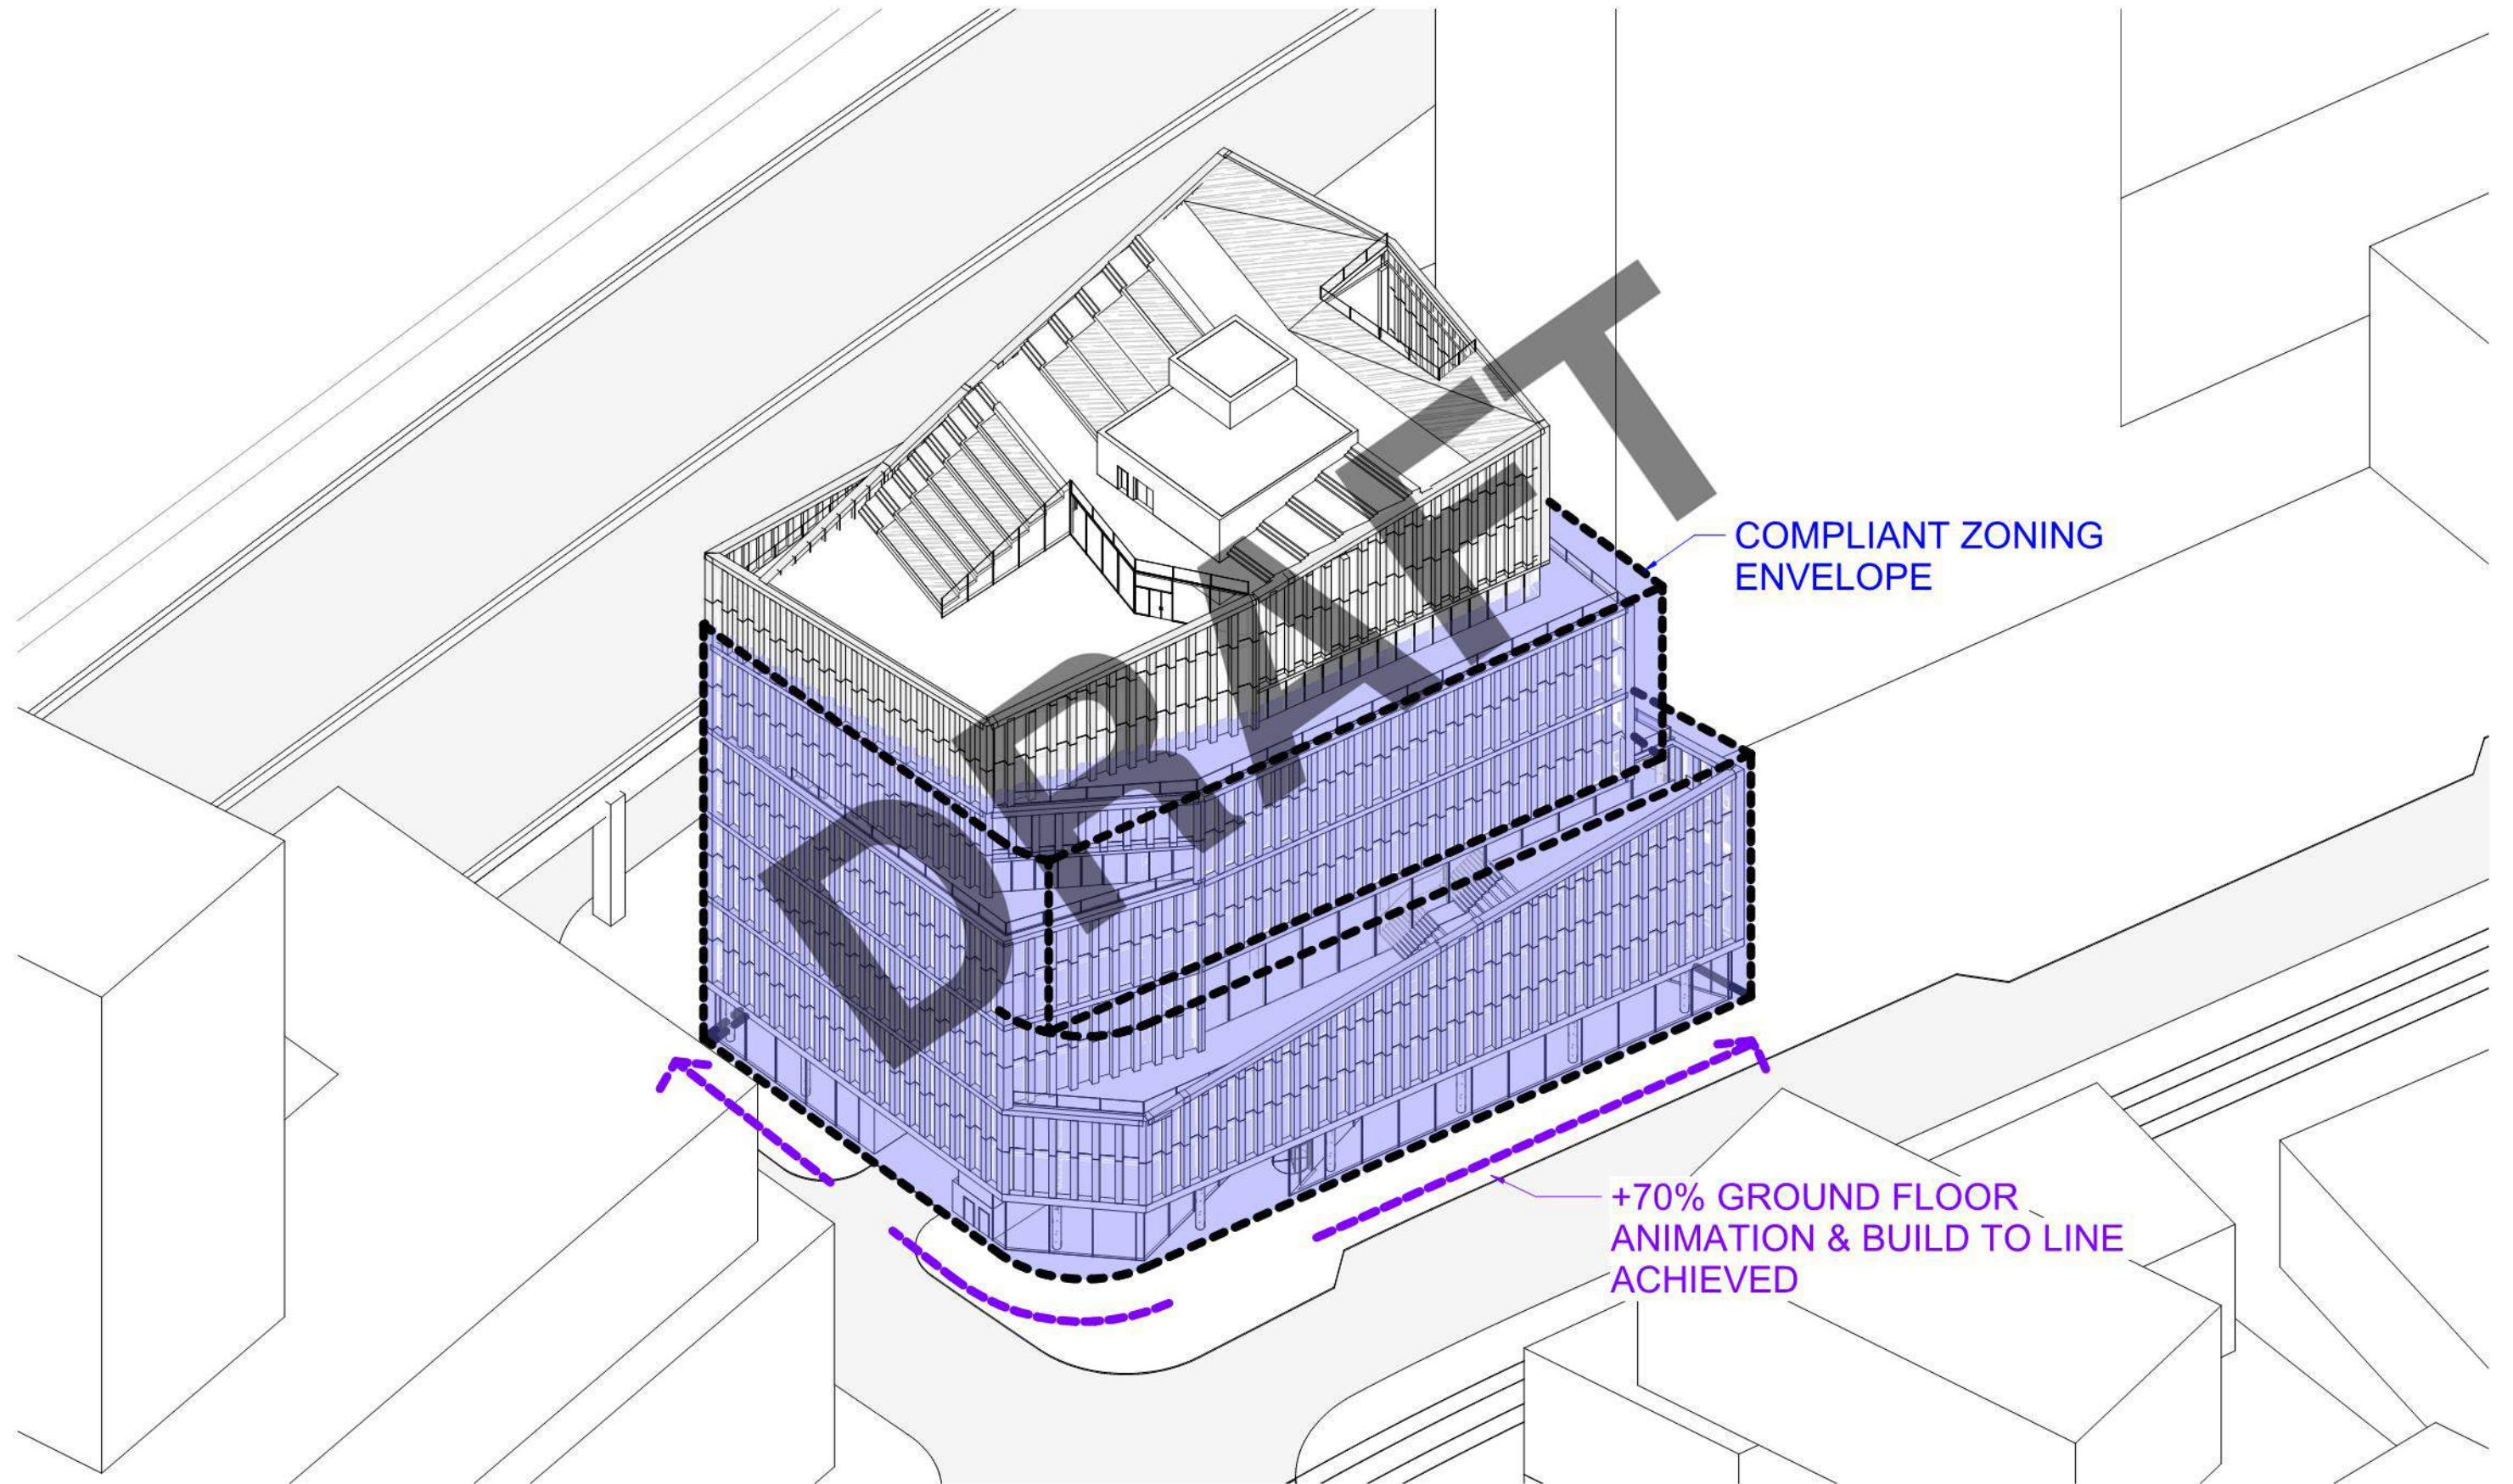 DRAFT
COMPLIANT ZONING
ENVELOPE
+70% GROUND FLOOR
ANIMATION & BUILD TO LINE
ACHIEVED